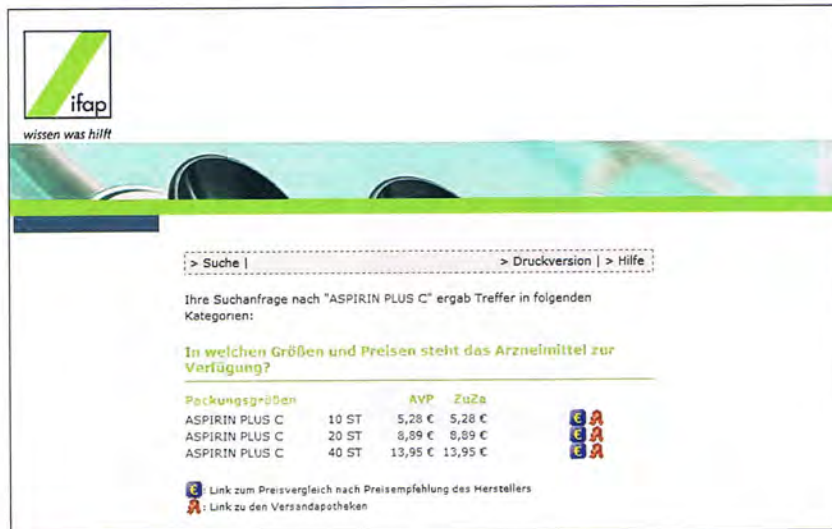 ifap
wissen was hilft
> Suche |
> Druckversion | > Hilfe
Ihre Suchanfrage nach "ASPIRIN PLUS C" ergab Treffer in folgenden
Kategorien:
In welchen Größen und Preisen steht das Arzneimittel zur
Verfügung?
Packungsgrößen AVP ZuZa
ASPIRIN PLUS C 10 ST 5,28 € 5,28 € € A
ASPIRIN PLUS C 20 ST 8,89 € 8,89 € € A
ASPIRIN PLUS C 40 ST 13,95 € 13,95 € € A
€ : Link zum Preisvergleich nach Preisempfehlung des Herstellers
A : Link zu den Versandapotheken